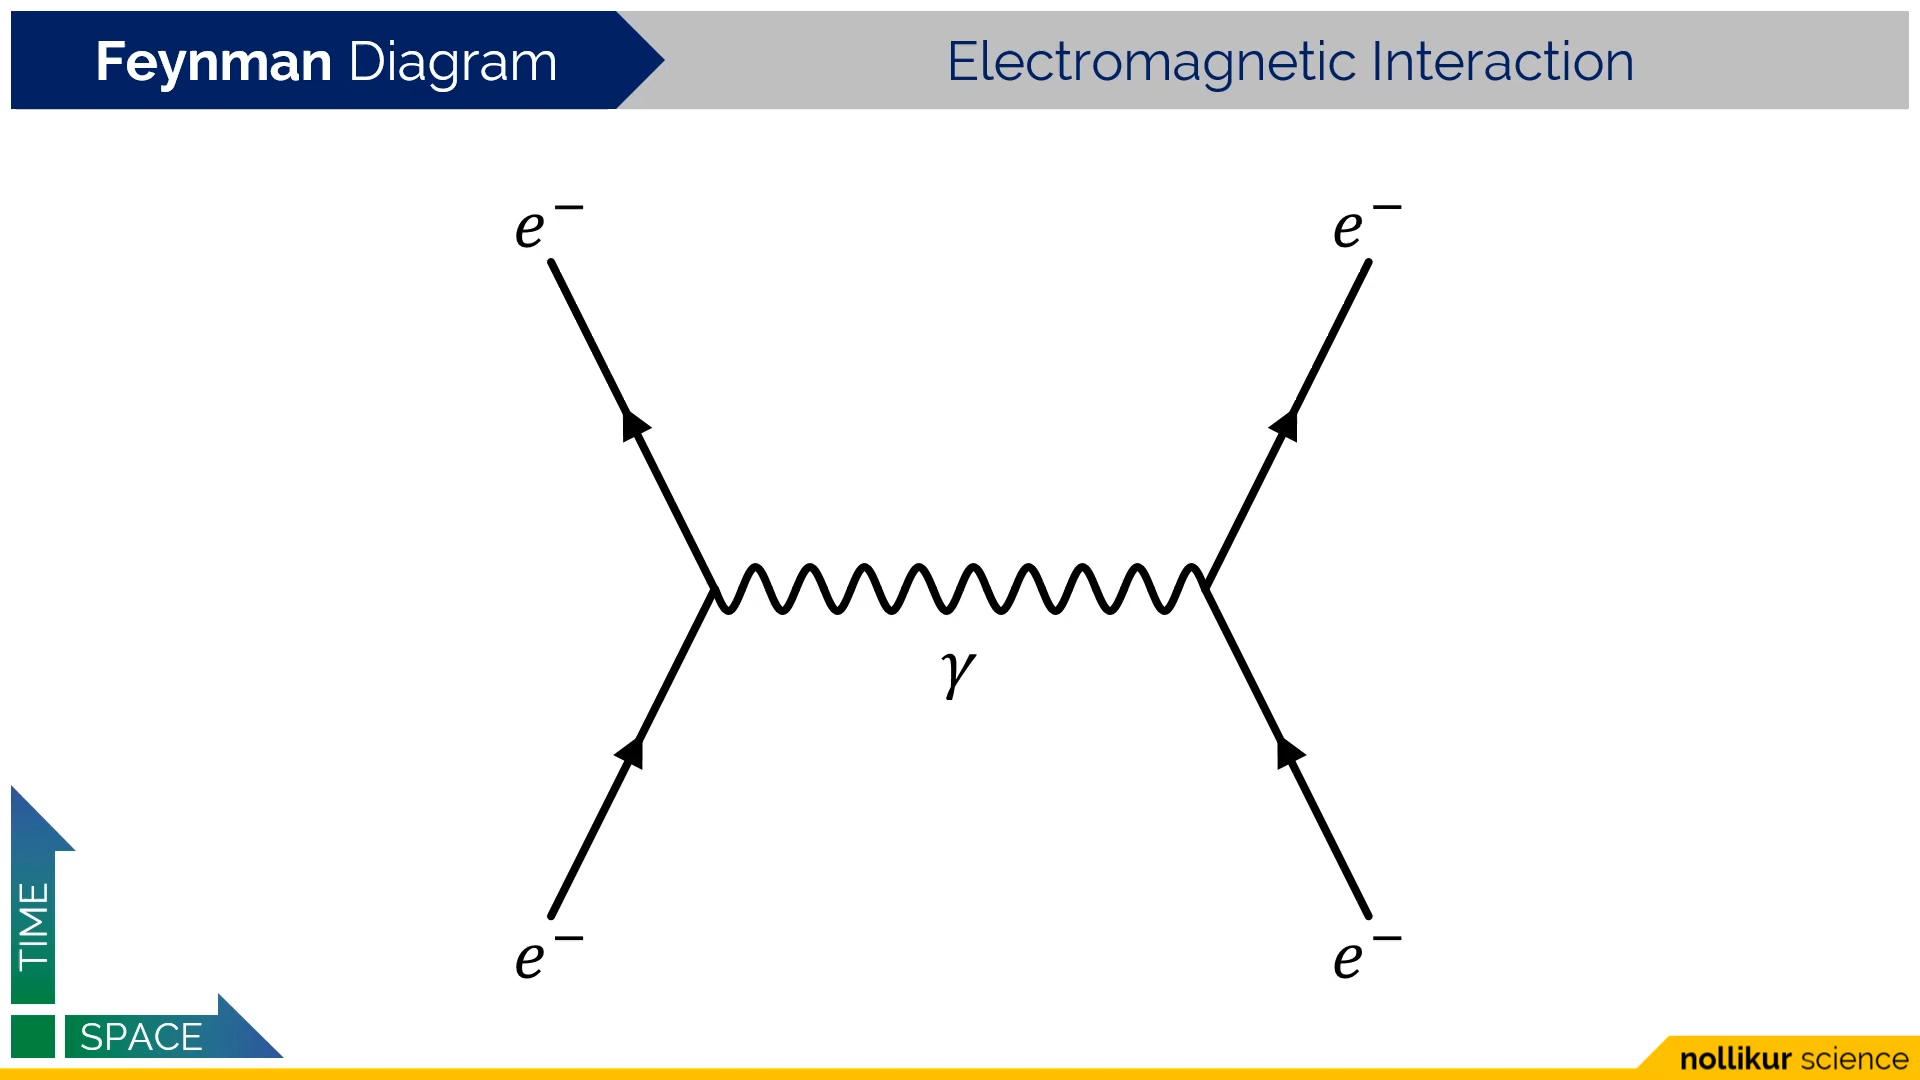 Feynman Diagram
Electromagnetic Interaction
e⁻
e⁻
γ
e⁻
e⁻
TIME
SPACE
nollikur science